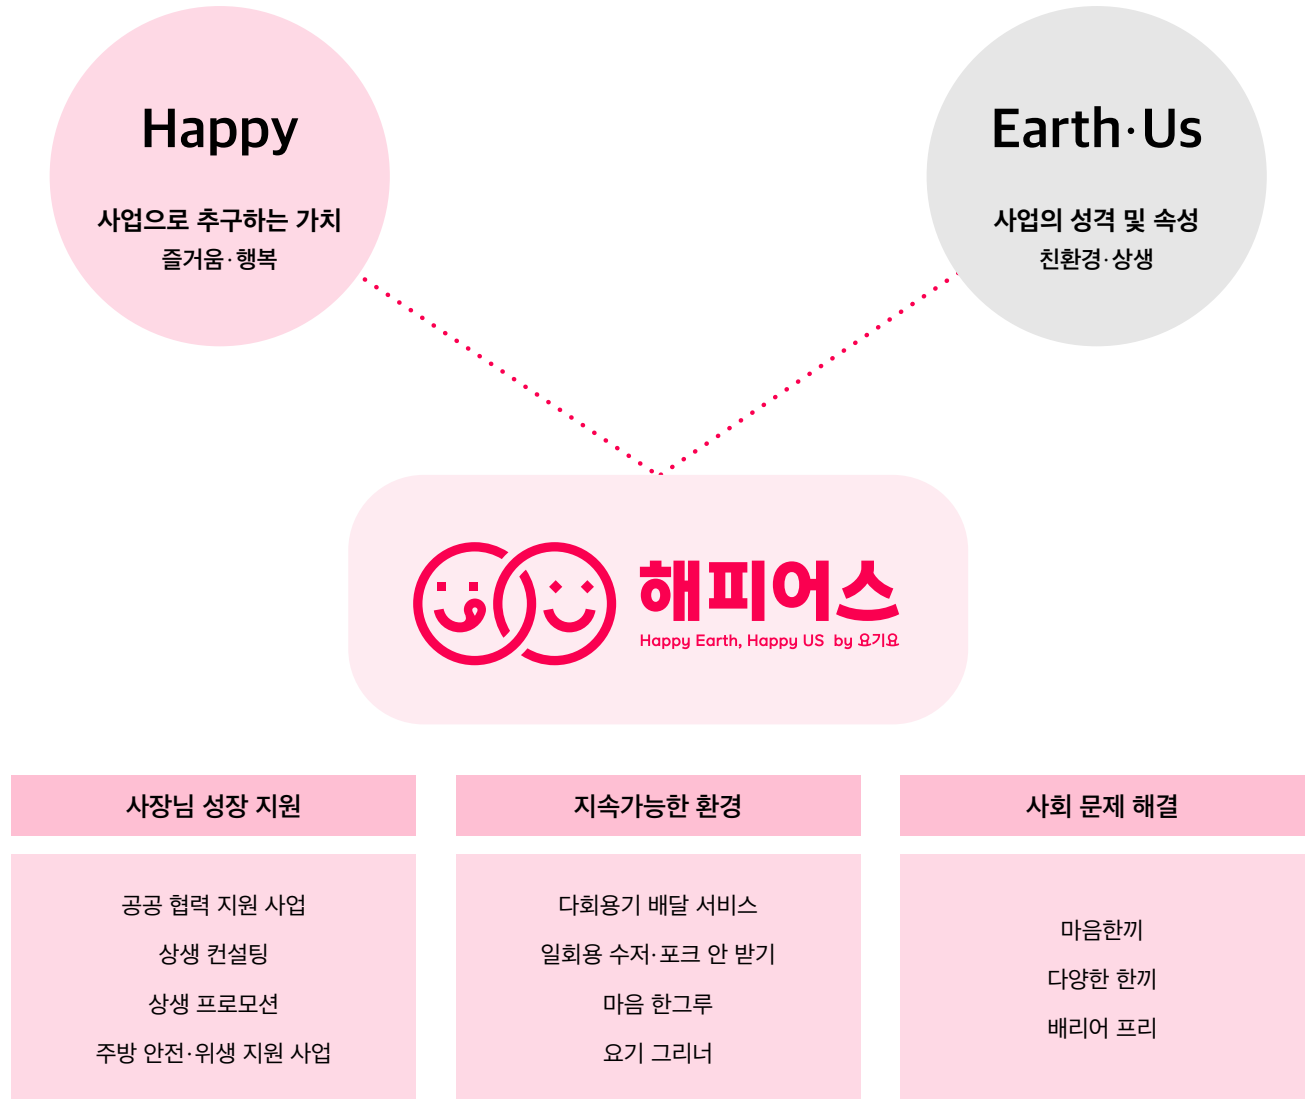 Happy
사업으로 추구하는 가치
즐거움·행복
Earth·Us
사업의 성격 및 속성
친환경·상생
해피어스
Happy Earth, Happy US by 요기요
사장님 성장 지원
공공 협력 지원 사업
상생 컨설팅
상생 프로모션
주방 안전·위생 지원 사업
지속가능한 환경
다회용기 배달 서비스
일회용 수저·포크 안 받기
마음 한그루
요기 그리너
사회 문제 해결
마음한끼
다양한 한끼
배리어 프리